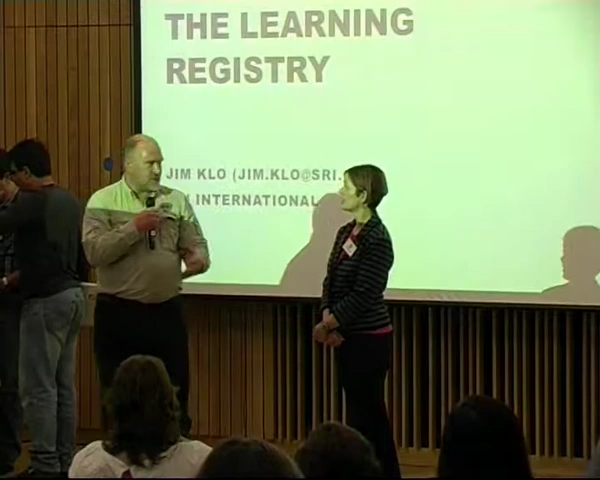 THE LEARNING
REGISTRY
JIM KLO (JIM.KLO@SRI.
INTERNATIONAL